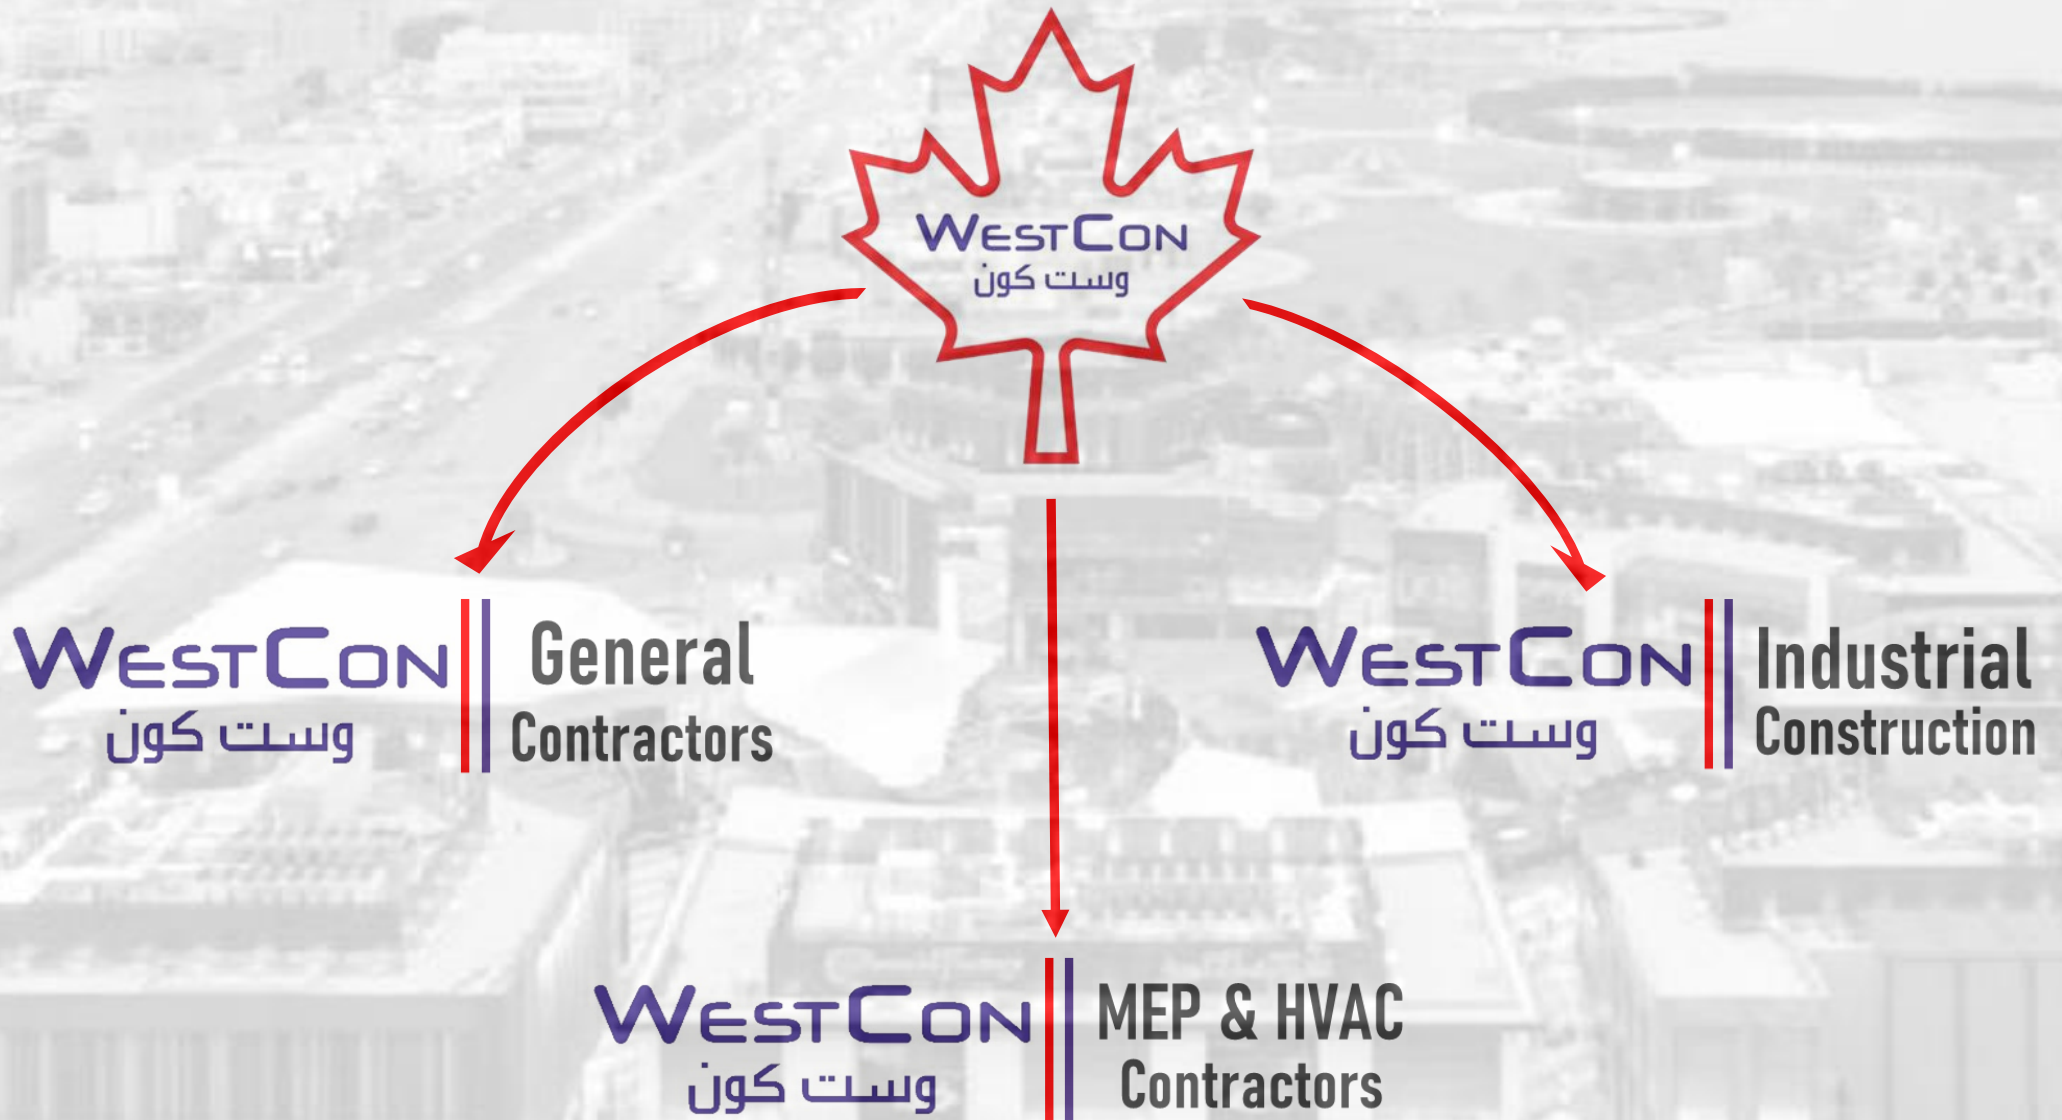 WESTCON
وست كون
WESTCON
وست كون
General
Contractors
WESTCON
وست كون
Industrial
Construction
WESTCON
وست كون
MEP & HVAC
Contractors